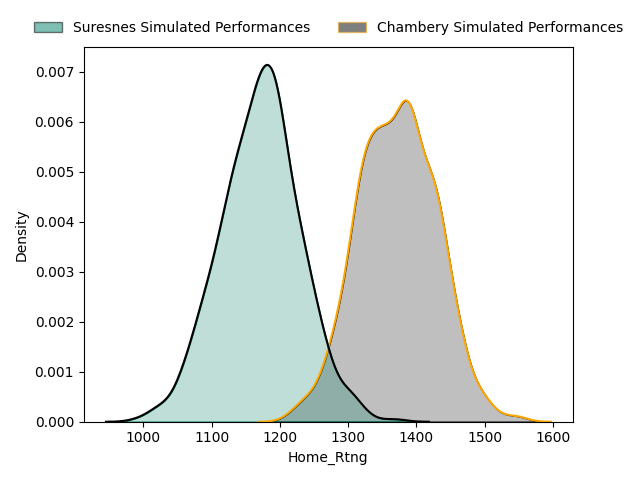 Suresnes Simulated Performances
Chambery Simulated Performances
0.007
0.006
0.005
0.004
0.003
0.002
0.001
0.000
Density
1000 1100 1200 1300 1400 1500 1600
Home_Rtng